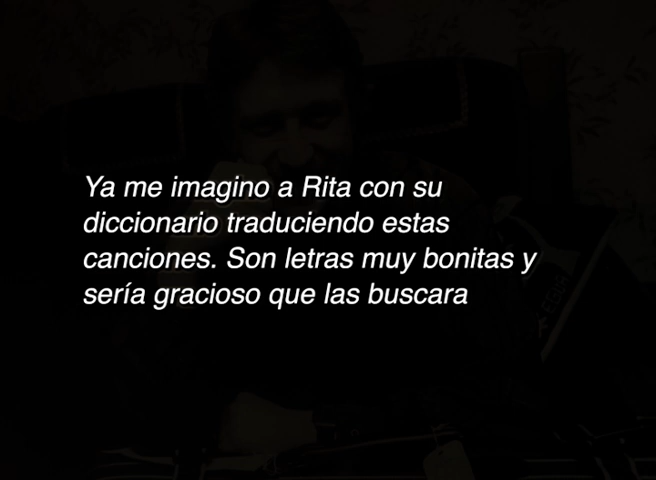 Ya me imagino a Rita con su
diccionario traduciendo estas
canciones. Son letras muy bonitas y
sería gracioso que las buscara